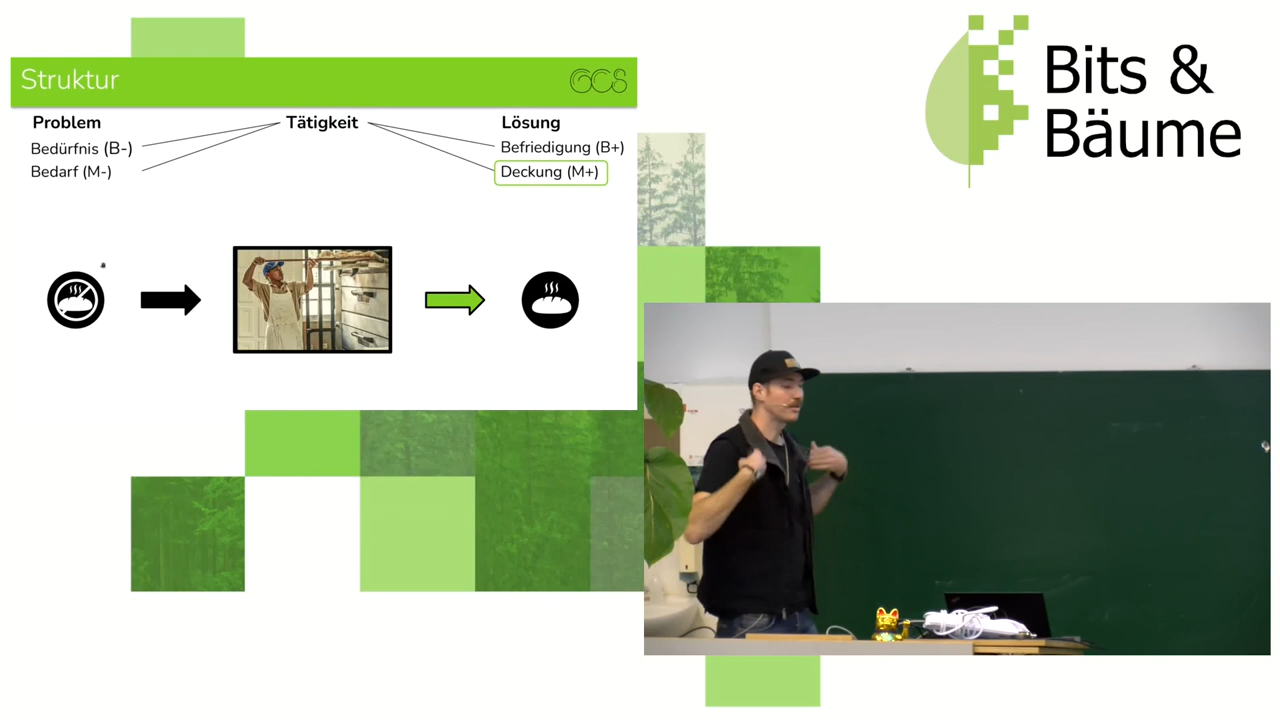 Struktur
GCS
Problem
Tätigkeit
Lösung
Bedürfnis (B-)
Befriedigung (B+)
Bedarf (M-)
Deckung (M+)
Bits &
Bäume